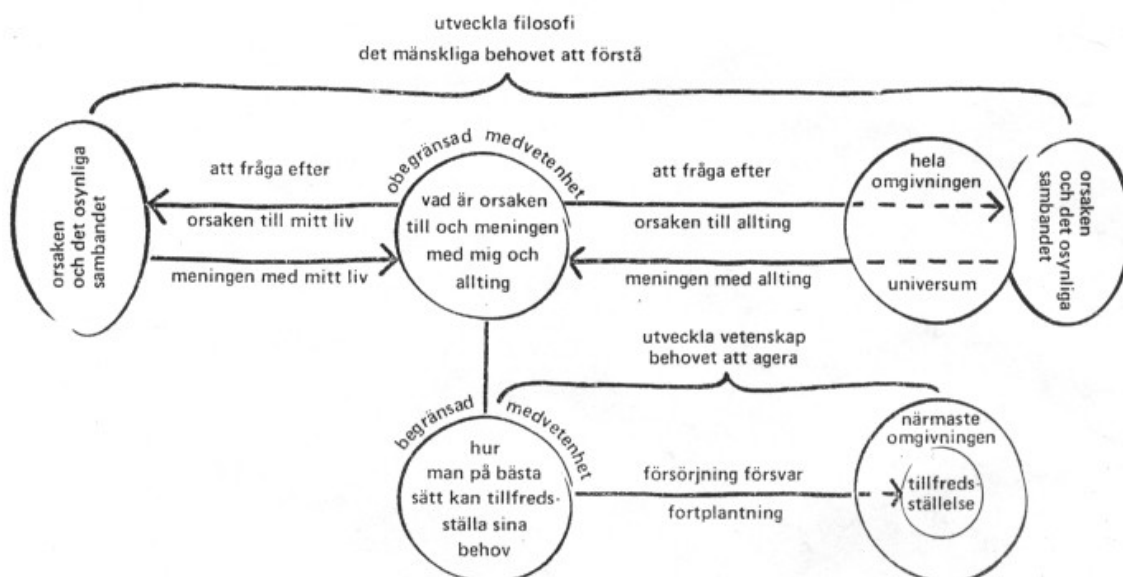 utveckla filosofi
det mänskliga behovet att förstå
orsaken
och det osynliga
sambandet
att fråga efter
orsaken till mitt liv
meningen med mitt liv
obegränsad medvetenhet
vad är orsaken
till och meningen
med mig och
allting
att fråga efter
orsaken till allting
meningen med allting
hela
omgivningen
universum
orsaken
och det osynliga
sambandet
utveckla vetenskap
behovet att agera
begränsad medvetenhet
hur
man på bästa
sätt kan tillfreds-
ställa sina
behov
försörjning försvar
fortplantning
närmaste
omgivningen
tillfreds-
ställelse